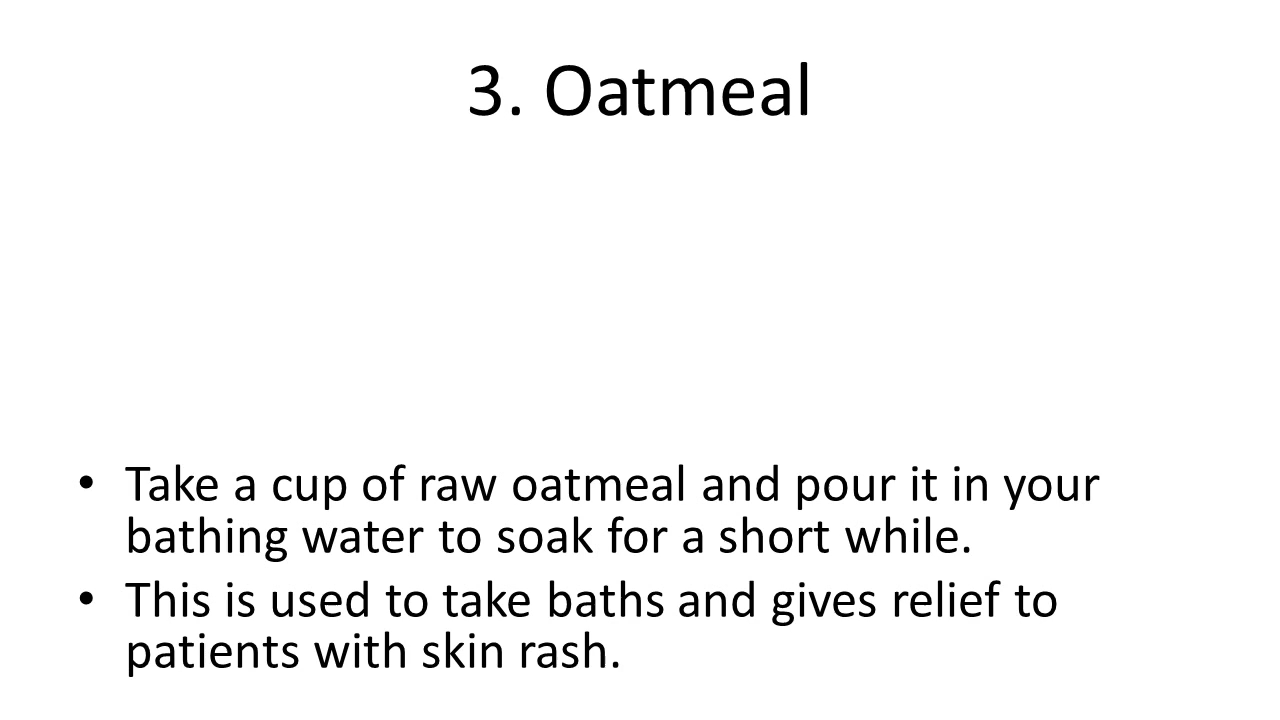 3. Oatmeal
• Take a cup of raw oatmeal and pour it in your
bathing water to soak for a short while.
• This is used to take baths and gives relief to
patients with skin rash.